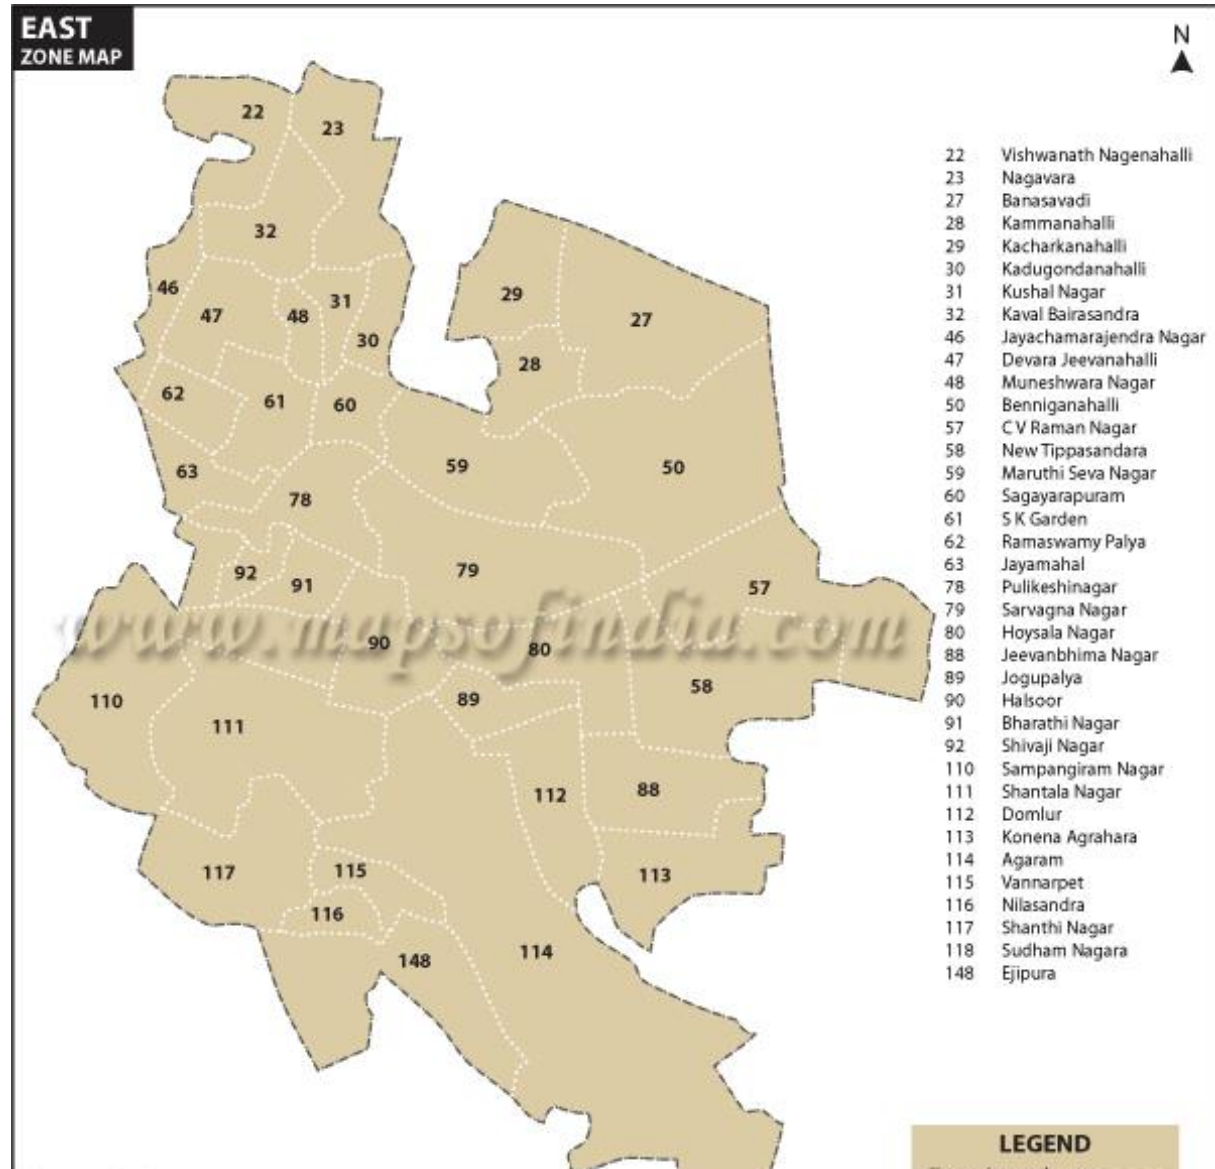 EAST
ZONE MAP
N
22 Vishwanath Nagenahalli
23 Nagavara
27 Banasavadi
28 Kammanahalli
29 Kacharkanahalli
30 Kadugondanahalli
31 Kushal Nagar
32 Kaval Bairasandra
46 Jayachamarajendra Nagar
47 Devara Jeevanahalli
48 Muneshwara Nagar
50 Benniganahalli
57 C V Raman Nagar
58 New Tippasandara
59 Maruthi Seva Nagar
60 Sagayarapuram
61 S K Garden
62 Ramaswamy Palya
63 Jayamahal
78 Pulikeshinagar
79 Sarvagna Nagar
80 Hoysala Nagar
88 Jeevanbhima Nagar
89 Jogupalya
90 Halsoor
91 Bharathi Nagar
92 Shivaji Nagar
110 Sampangiram Nagar
111 Shantala Nagar
112 Domlur
113 Konena Agrahara
114 Agaram
115 Vannarpet
116 Nilasandra
117 Shanthi Nagar
118 Sudham Nagara
148 Ejipura
22
23
32
46
47
48
31
30
29
27
28
62
61
60
63
59
50
78
92
91
79
57
90
80
110
111
89
58
112
88
117
115
113
116
148
114
www.mapsofindia.com
LEGEND